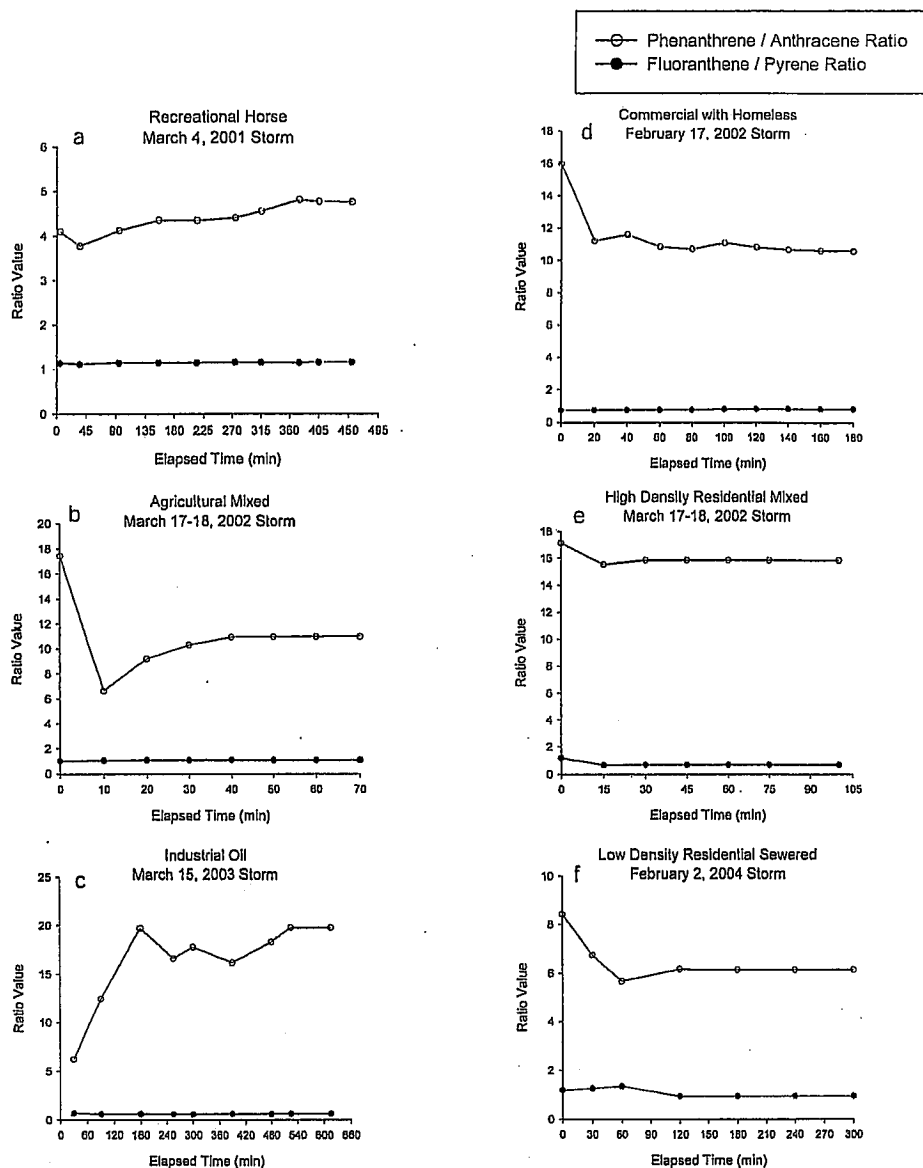 Phenanthrene / Anthracene Ratio
Fluoranthene / Pyrene Ratio
a
Recreational Horse
March 4, 2001 Storm
6
5
4
3
2
1
0
Ratio Value
0 45 90 135 180 225 270 315 360 405 450 495
Elapsed Time (min)
b
Agricultural Mixed
March 17-18, 2002 Storm
20
18
16
14
12
10
8
6
4
2
0
Ratio Value
0 10 20 30 40 50 60 70
Elapsed Time (min)
c
Industrial Oil
March 15, 2003 Storm
25
20
15
10
5
0
Ratio Value
0 60 120 180 240 300 360 420 480 540 600 660
Elapsed Time (min)
d
Commercial with Homeless
February 17, 2002 Storm
18
16
14
12
10
8
6
4
2
0
Ratio Value
0 20 40 60 80 100 120 140 160 180
Elapsed Time (min)
e
High Density Residential Mixed
March 17-18, 2002 Storm
18
16
14
12
10
8
6
4
2
0
Ratio Value
0 15 30 45 60 75 90 105
Elapsed Time (min)
f
Low Density Residential Sewered
February 2, 2004 Storm
10
8
6
4
2
0
Ratio Value
0 30 60 90 120 150 180 210 240 270 300
Elapsed Time (min)